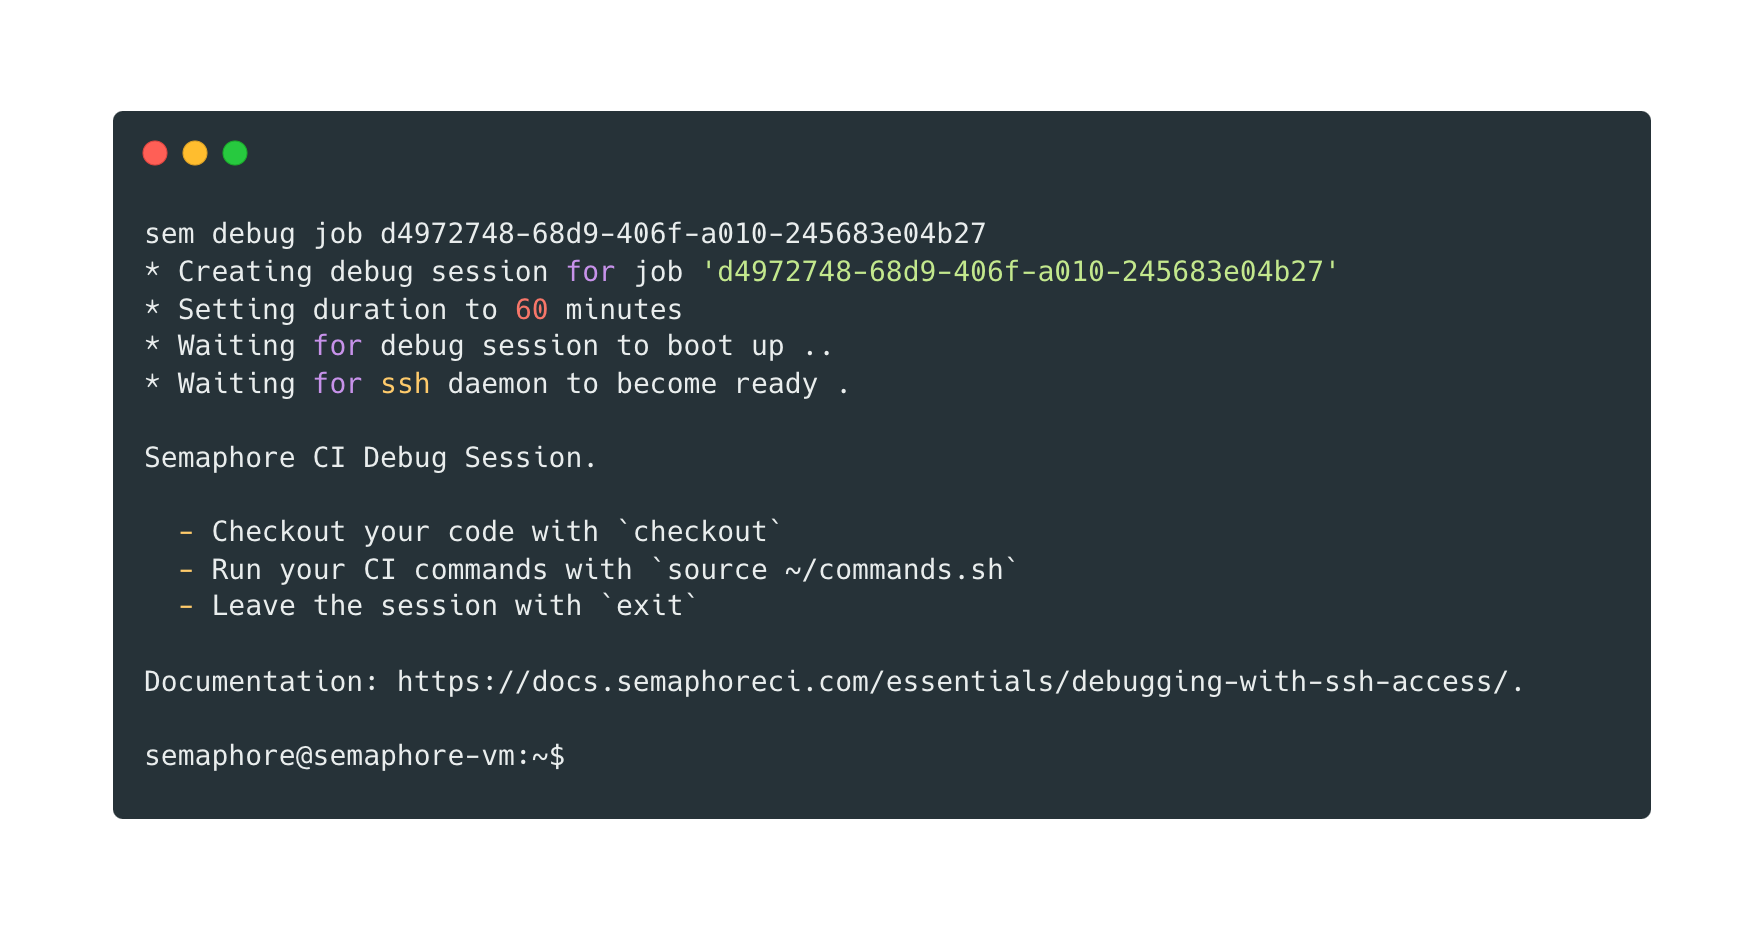 sem debug job d4972748-68d9-406f-a010-245683e04b27
* Creating debug session for job 'd4972748-68d9-406f-a010-245683e04b27'
* Setting duration to 60 minutes
* Waiting for debug session to boot up ..
* Waiting for ssh daemon to become ready .
Semaphore CI Debug Session.
- Checkout your code with `checkout`
- Run your CI commands with `source ~/commands.sh`
- Leave the session with `exit`
Documentation: https://docs.semaphoreci.com/essentials/debugging-with-ssh-access/.
semaphore@semaphore-vm:~$